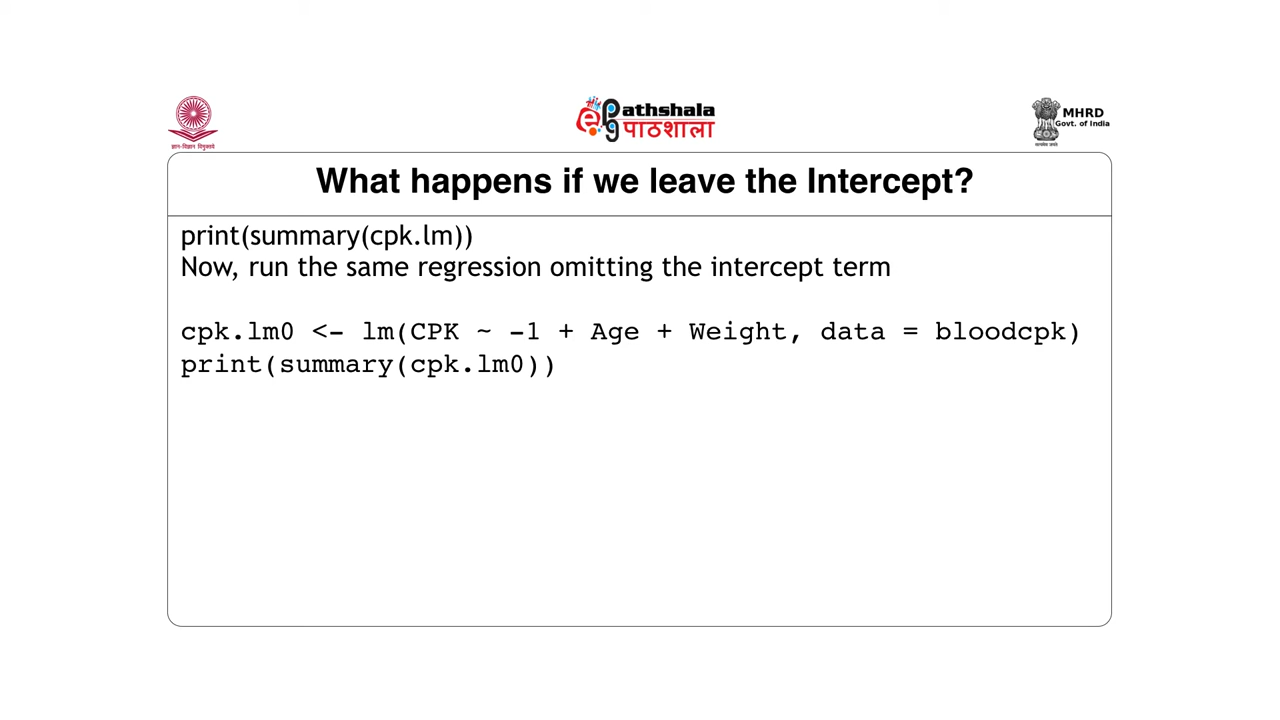 ज्ञान-विज्ञान विमुक्तये
ePathshala
पाठशाला
MHRD
Govt. of India
What happens if we leave the Intercept?
print(summary(cpk.lm))
Now, run the same regression omitting the intercept term
cpk.lm0 <- lm(CPK ~ -1 + Age + Weight, data = bloodcpk)
print(summary(cpk.lm0))